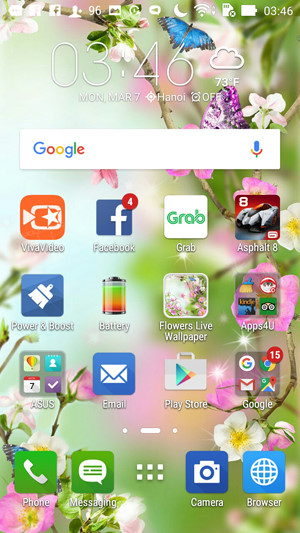 96 03:46
03:46
73°F
MON, MAR 7 Hanoi OFF
Google
VivaVideo
4
Facebook
Grab
Grab
8
Asphalt 8
Power & Boost
Battery
Flowers Live Wallpaper
Apps4U
7
ASUS
Email
Play Store
G
15
Google
Phone
Messaging
Camera
Browser